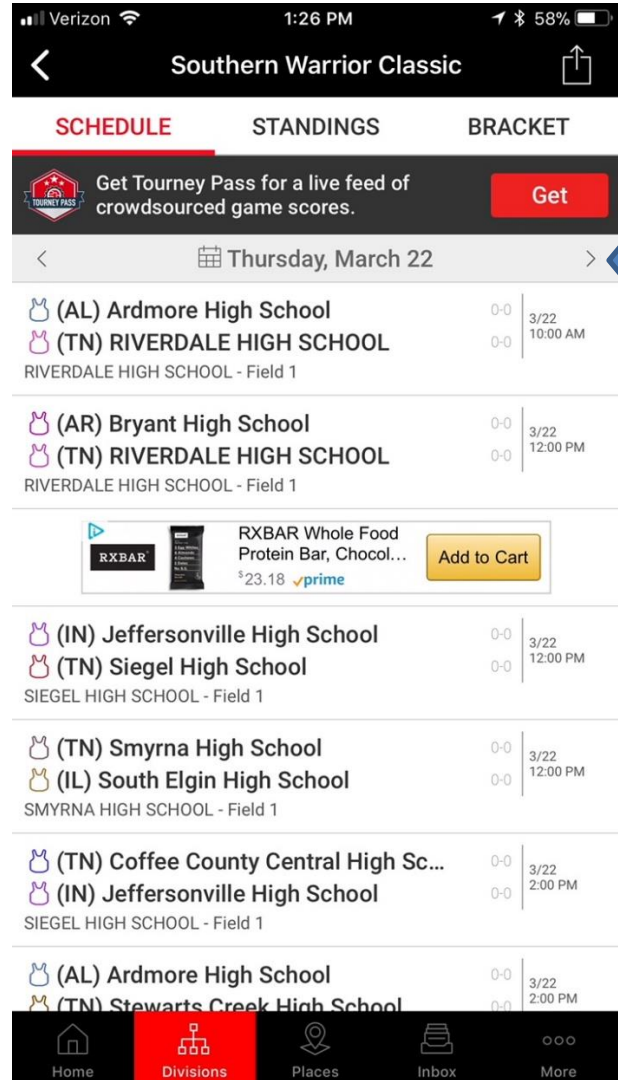 Verizon 1:26 PM 58%
Southern Warrior Classic
SCHEDULE STANDINGS BRACKET
TOURNEY PASS
Get Tourney Pass for a live feed of
crowdsourced game scores.
Get
Thursday, March 22
(AL) Ardmore High School 0-0
(TN) RIVERDALE HIGH SCHOOL 0-0
3/22
10:00 AM
RIVERDALE HIGH SCHOOL - Field 1
(AR) Bryant High School 0-0
(TN) RIVERDALE HIGH SCHOOL 0-0
3/22
12:00 PM
RIVERDALE HIGH SCHOOL - Field 1
RXBAR
RXBAR Whole Food
Protein Bar, Chocol...
$23.18 prime
Add to Cart
(IN) Jeffersonville High School 0-0
(TN) Siegel High School 0-0
3/22
12:00 PM
SIEGEL HIGH SCHOOL - Field 1
(TN) Smyrna High School 0-0
(IL) South Elgin High School 0-0
3/22
12:00 PM
SMYRNA HIGH SCHOOL - Field 1
(TN) Coffee County Central High Sc... 0-0
(IN) Jeffersonville High School 0-0
3/22
2:00 PM
SIEGEL HIGH SCHOOL - Field 1
(AL) Ardmore High School 0-0
(TN) Stewarts Creek High School 0-0
3/22
2:00 PM
Home Divisions Places Inbox More